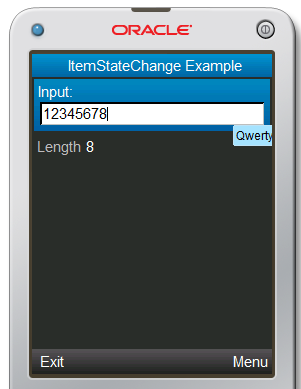 ORACLE
ItemStateChange Example
Input:
12345678
Qwerty
Length 8
Exit Menu